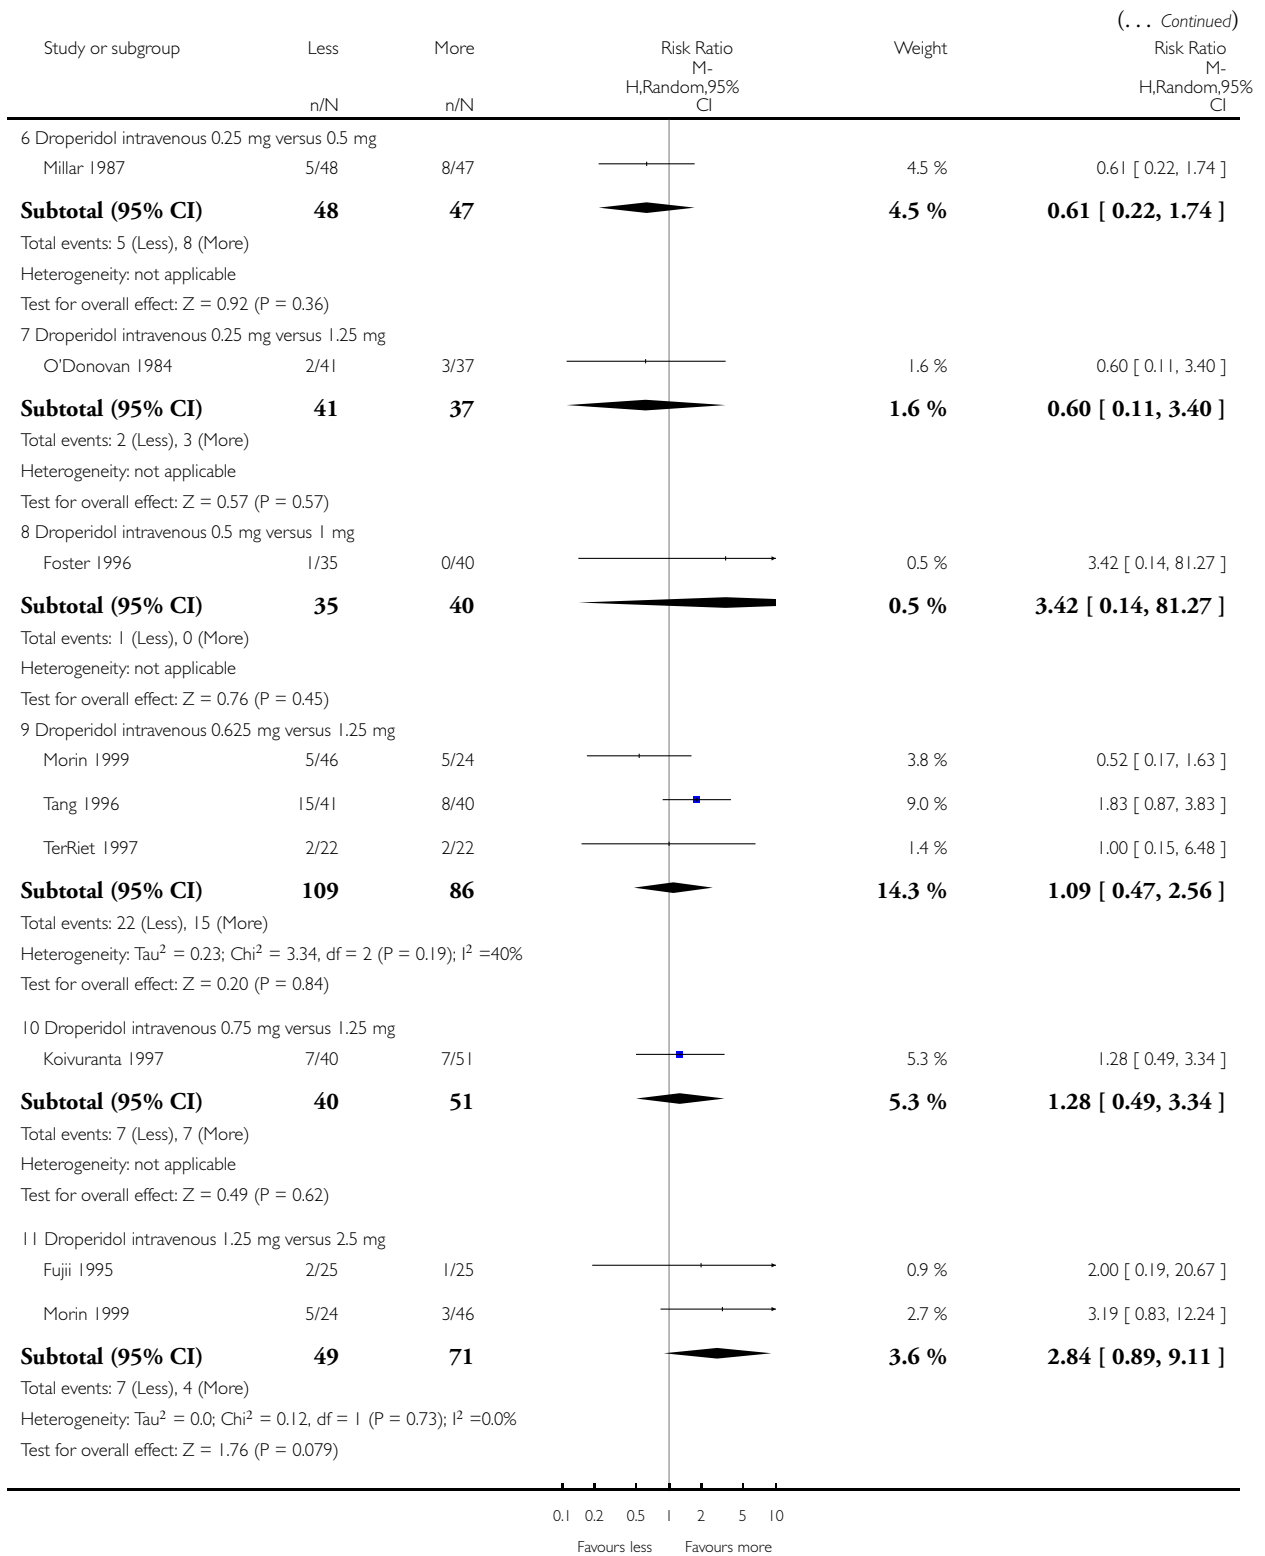 (... Continued)
Study or subgroup Less More Risk Ratio Weight Risk Ratio
M- M-
H,Random,95% H,Random,95%
n/N n/N CI CI
6 Droperidol intravenous 0.25 mg versus 0.5 mg
Millar 1987 5/48 8/47 4.5 % 0.61 [ 0.22, 1.74 ]
Subtotal (95% CI) 48 47 4.5 % 0.61 [ 0.22, 1.74 ]
Total events: 5 (Less), 8 (More)
Heterogeneity: not applicable
Test for overall effect: Z = 0.92 (P = 0.36)
7 Droperidol intravenous 0.25 mg versus 1.25 mg
O'Donovan 1984 2/41 3/37 1.6 % 0.60 [ 0.11, 3.40 ]
Subtotal (95% CI) 41 37 1.6 % 0.60 [ 0.11, 3.40 ]
Total events: 2 (Less), 3 (More)
Heterogeneity: not applicable
Test for overall effect: Z = 0.57 (P = 0.57)
8 Droperidol intravenous 0.5 mg versus 1 mg
Foster 1996 1/35 0/40 0.5 % 3.42 [ 0.14, 81.27 ]
Subtotal (95% CI) 35 40 0.5 % 3.42 [ 0.14, 81.27 ]
Total events: 1 (Less), 0 (More)
Heterogeneity: not applicable
Test for overall effect: Z = 0.76 (P = 0.45)
9 Droperidol intravenous 0.625 mg versus 1.25 mg
Morin 1999 5/46 5/24 3.8 % 0.52 [ 0.17, 1.63 ]
Tang 1996 15/41 8/40 9.0 % 1.83 [ 0.87, 3.83 ]
TerRiet 1997 2/22 2/22 1.4 % 1.00 [ 0.15, 6.48 ]
Subtotal (95% CI) 109 86 14.3 % 1.09 [ 0.47, 2.56 ]
Total events: 22 (Less), 15 (More)
Heterogeneity: Tau² = 0.23; Chi² = 3.34, df = 2 (P = 0.19); I² =40%
Test for overall effect: Z = 0.20 (P = 0.84)
10 Droperidol intravenous 0.75 mg versus 1.25 mg
Koivuranta 1997 7/40 7/51 5.3 % 1.28 [ 0.49, 3.34 ]
Subtotal (95% CI) 40 51 5.3 % 1.28 [ 0.49, 3.34 ]
Total events: 7 (Less), 7 (More)
Heterogeneity: not applicable
Test for overall effect: Z = 0.49 (P = 0.62)
11 Droperidol intravenous 1.25 mg versus 2.5 mg
Fujii 1995 2/25 1/25 0.9 % 2.00 [ 0.19, 20.67 ]
Morin 1999 5/24 3/46 2.7 % 3.19 [ 0.83, 12.24 ]
Subtotal (95% CI) 49 71 3.6 % 2.84 [ 0.89, 9.11 ]
Total events: 7 (Less), 4 (More)
Heterogeneity: Tau² = 0.0; Chi² = 0.12, df = 1 (P = 0.73); I² =0.0%
Test for overall effect: Z = 1.76 (P = 0.079)
0.1 0.2 0.5 1 2 5 10
Favours less Favours more